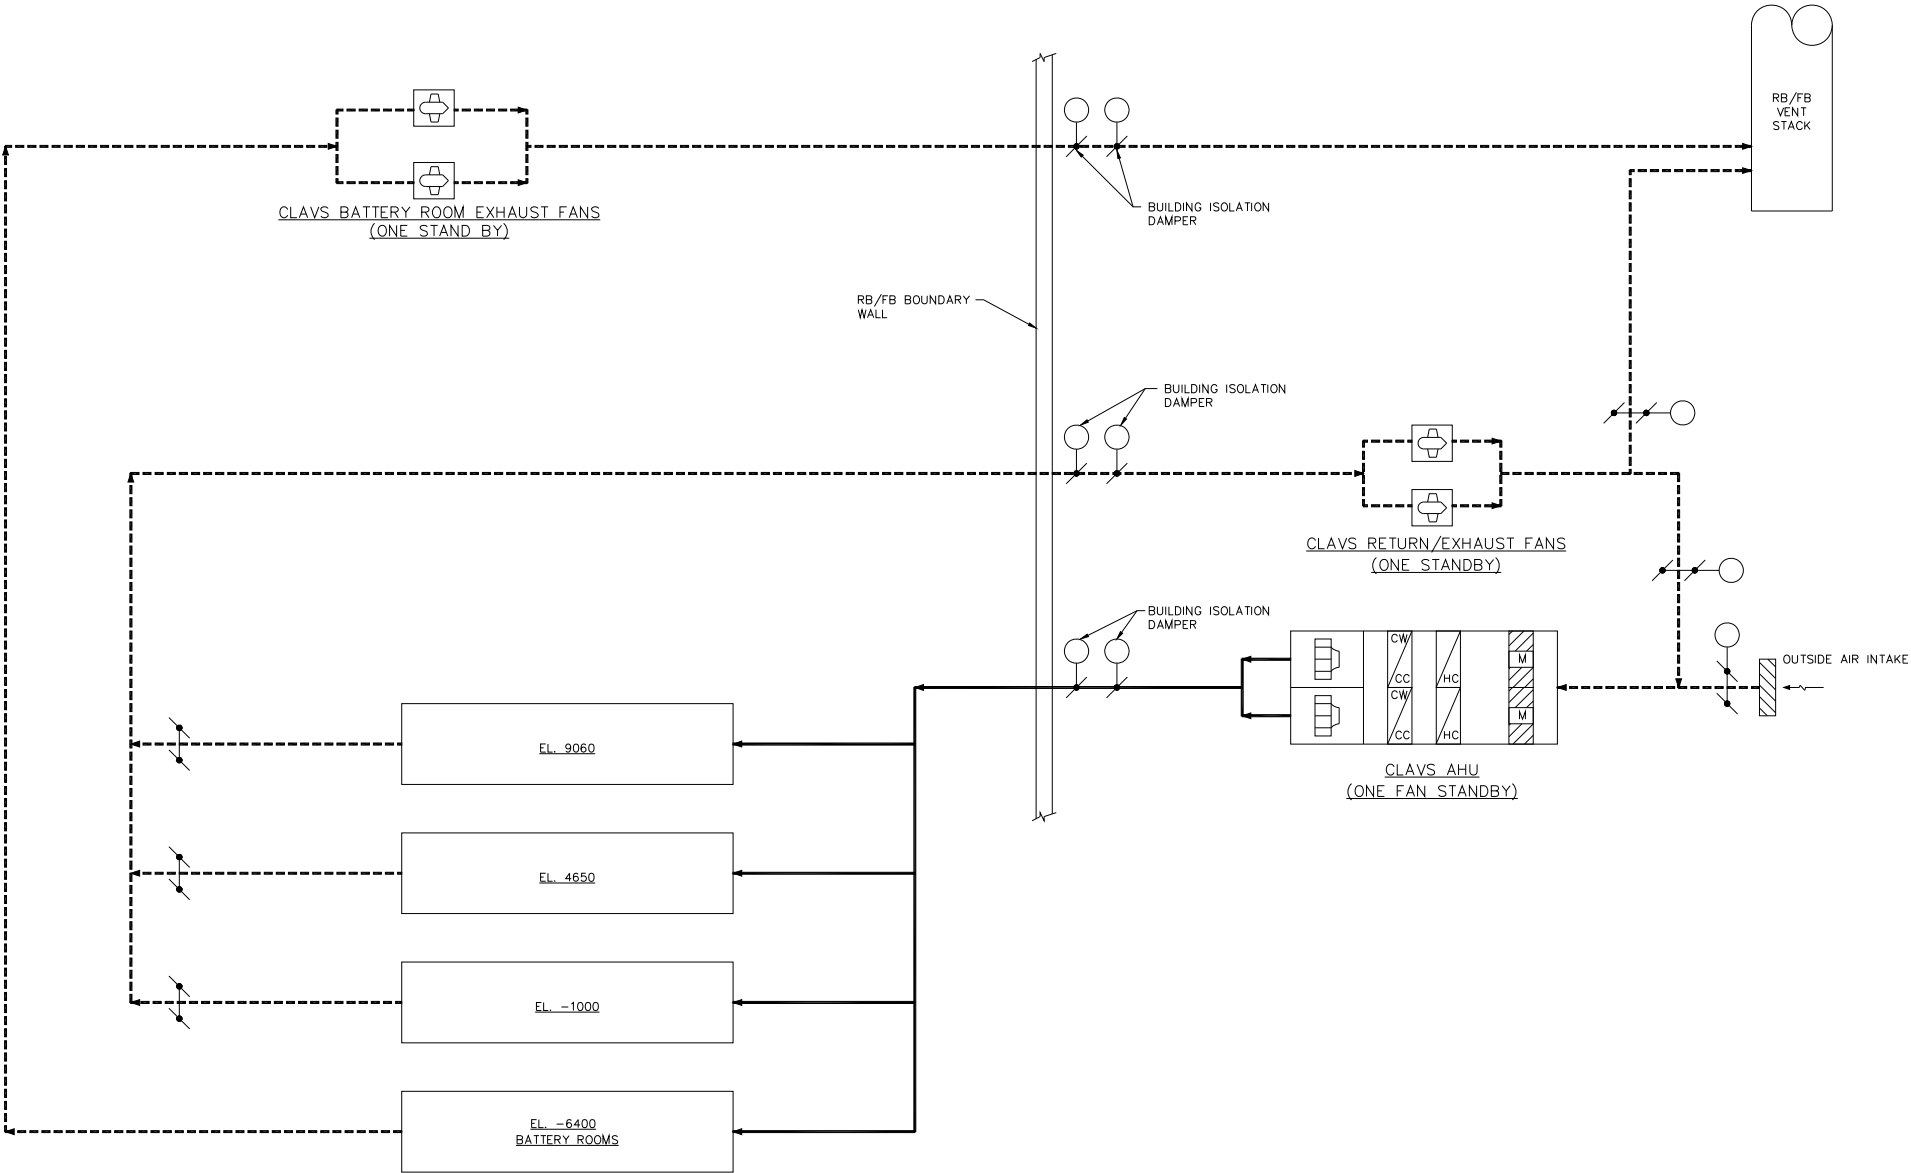 RB/FB
VENT
STACK
CLAVS BATTERY ROOM EXHAUST FANS
(ONE STAND BY)
BUILDING ISOLATION
DAMPER
RB/FB BOUNDARY
WALL
BUILDING ISOLATION
DAMPER
CLAVS RETURN/EXHAUST FANS
(ONE STANDBY)
BUILDING ISOLATION
DAMPER
CW
CC
HC
M
CW
CC
HC
M
OUTSIDE AIR INTAKE
CLAVS AHU
(ONE FAN STANDBY)
EL. 9060
EL. 4650
EL. -1000
EL. -6400
BATTERY ROOMS